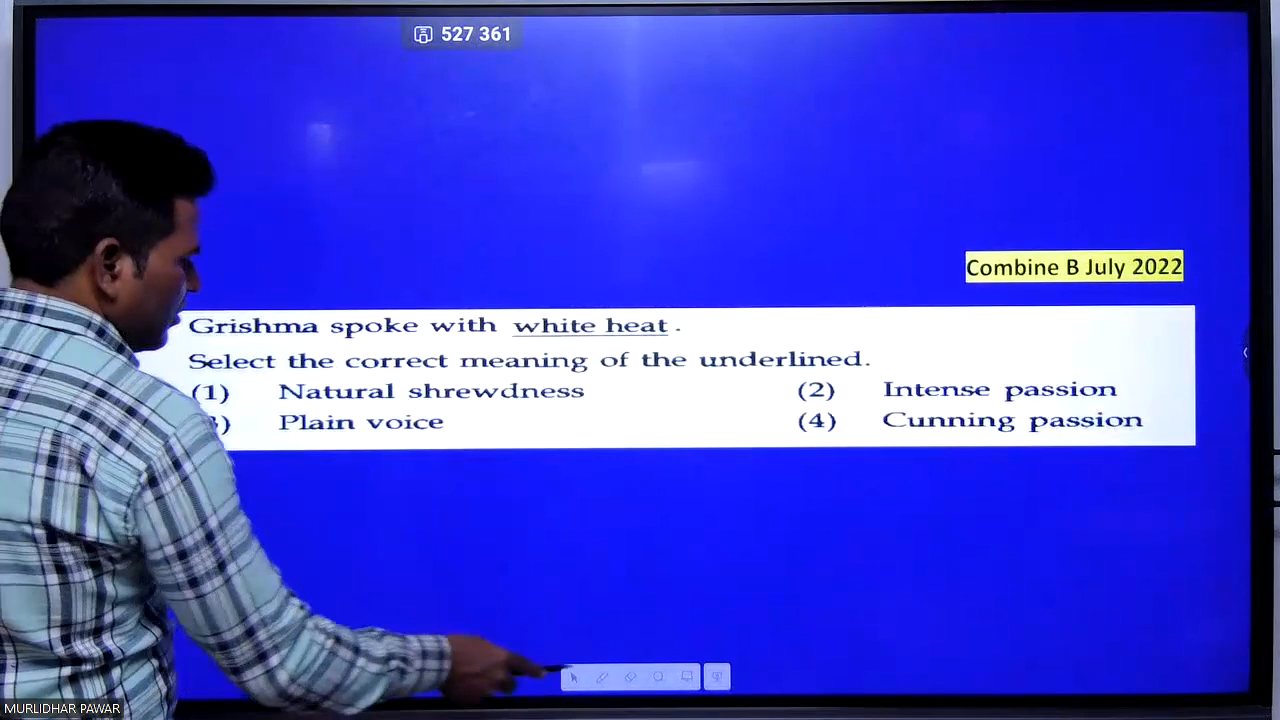 527 361
Combine B July 2022
Grishma spoke with white heat .
Select the correct meaning of the underlined.
(1) Natural shrewdness (2) Intense passion
) Plain voice (4) Cunning passion
MURLIDHAR PAWAR